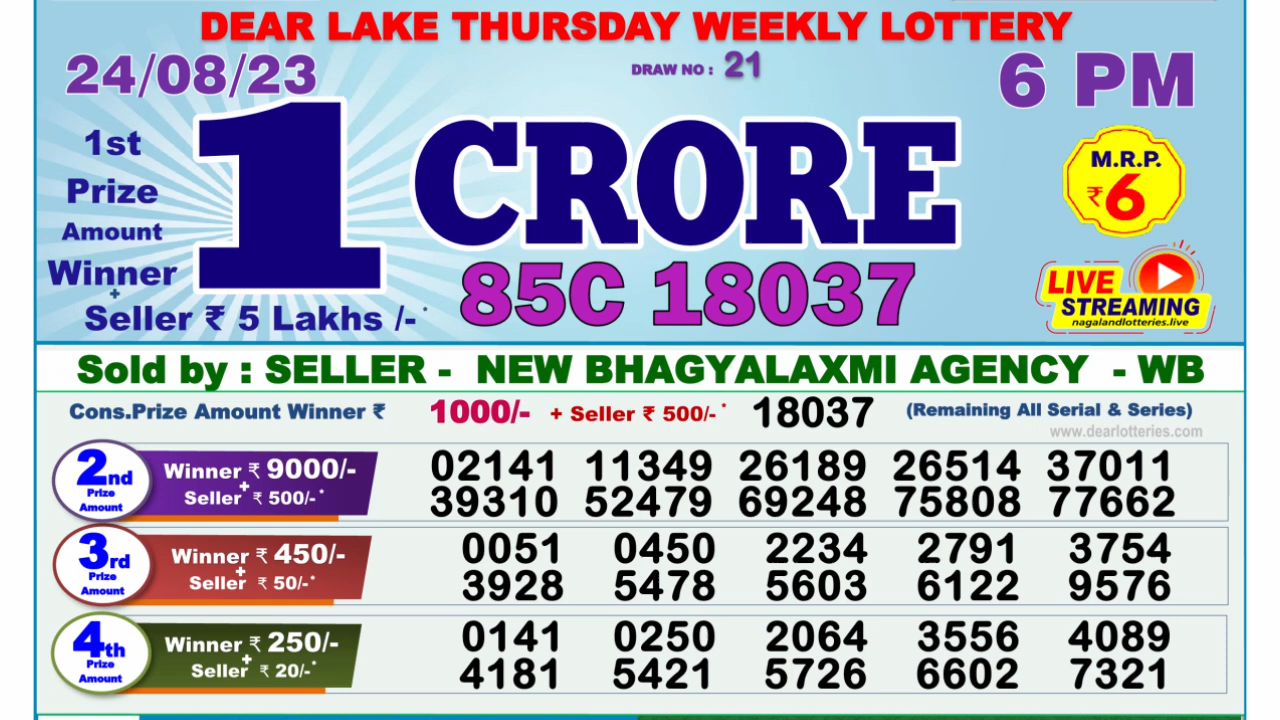 DEAR LAKE THURSDAY WEEKLY LOTTERY
24/08/23
DRAW NO : 21
6 PM
1st
Prize
Amount
Winner
+
Seller ₹ 5 Lakhs /-*
1 CRORE
85C 18037
M.R.P.
₹6
LIVE
STREAMING
nagalandlotteries.live
Sold by : SELLER - NEW BHAGYALAXMI AGENCY - WB
Cons.Prize Amount Winner ₹ 1000/- + Seller ₹ 500/-* 18037 (Remaining All Serial & Series)
www.dearlotteries.com
2nd
Prize
Amount
Winner ₹ 9000/-
+
Seller ₹ 500/-*
02141 11349 26189 26514 37011
39310 52479 69248 75808 77662
3rd
Prize
Amount
Winner ₹ 450/-
+
Seller ₹ 50/-*
0051 0450 2234 2791 3754
3928 5478 5603 6122 9576
4th
Prize
Amount
Winner ₹ 250/-
+
Seller ₹ 20/-*
0141 0250 2064 3556 4089
4181 5421 5726 6602 7321